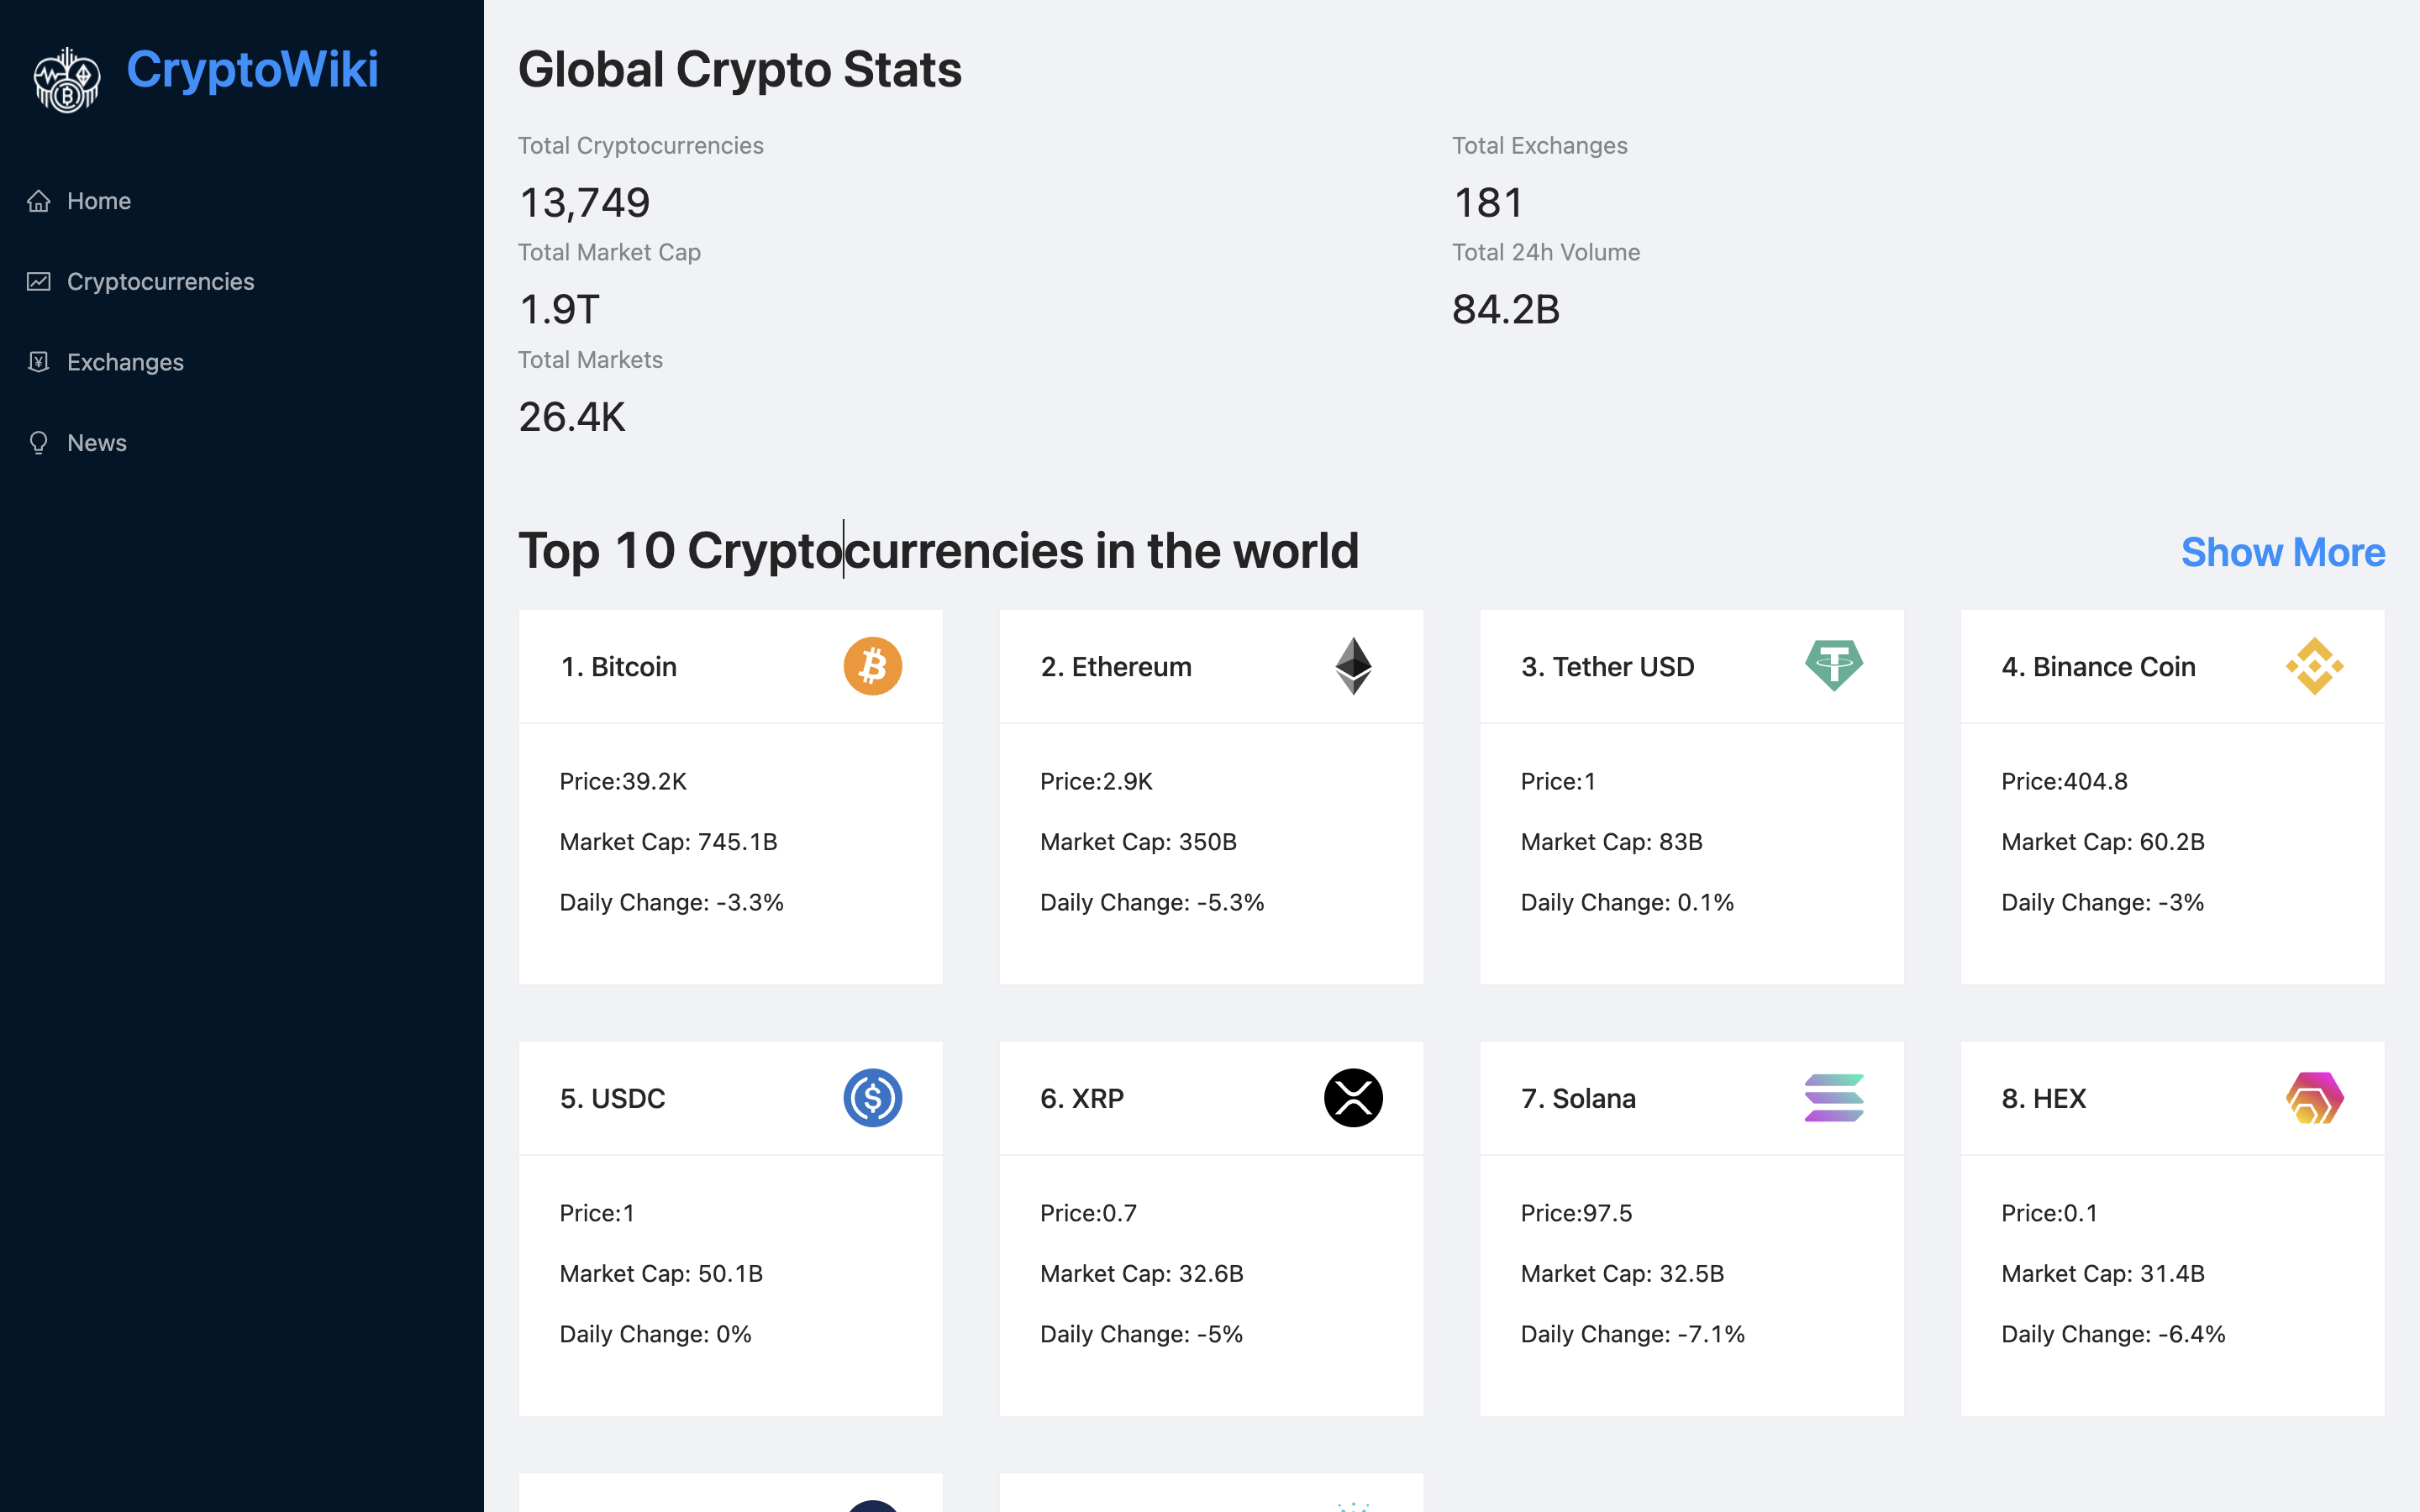 CryptoWiki
Home
Cryptocurrencies
Exchanges
News
Global Crypto Stats
Total Cryptocurrencies
13,749
Total Exchanges
181
Total Market Cap
1.9T
Total 24h Volume
84.2B
Total Markets
26.4K
Top 10 Cryptocurrencies in the world
Show More
1. Bitcoin
Price:39.2K
Market Cap: 745.1B
Daily Change: -3.3%
2. Ethereum
Price:2.9K
Market Cap: 350B
Daily Change: -5.3%
3. Tether USD
Price:1
Market Cap: 83B
Daily Change: 0.1%
4. Binance Coin
Price:404.8
Market Cap: 60.2B
Daily Change: -3%
5. USDC
Price:1
Market Cap: 50.1B
Daily Change: 0%
6. XRP
Price:0.7
Market Cap: 32.6B
Daily Change: -5%
7. Solana
Price:97.5
Market Cap: 32.5B
Daily Change: -7.1%
8. HEX
Price:0.1
Market Cap: 31.4B
Daily Change: -6.4%